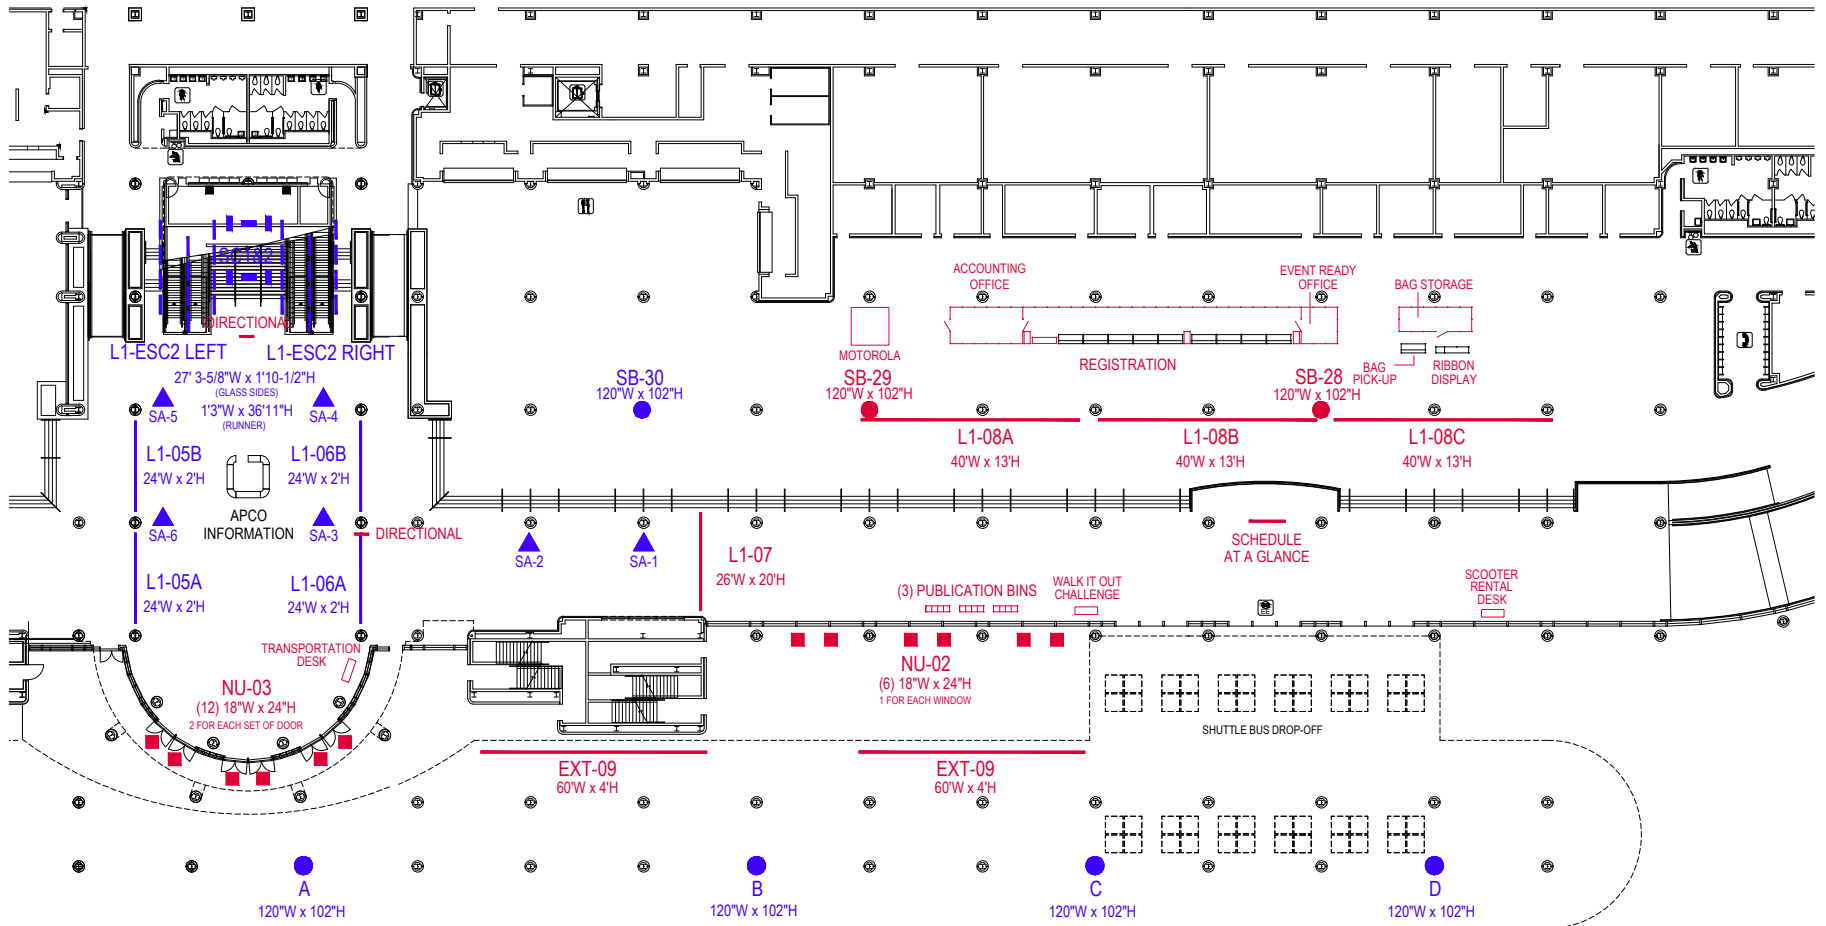 SC1&2
DIRECTIONAL
L1-ESC2 LEFT
L1-ESC2 RIGHT
27' 3-5/8"W x 1'10-1/2"H
(GLASS SIDES)
1'3"W x 36'11"H
(RUNNER)
SA-5
SA-4
L1-05B
24'W x 2'H
L1-06B
24'W x 2'H
APCO
INFORMATION
SA-6
SA-3
DIRECTIONAL
L1-05A
24'W x 2'H
L1-06A
24'W x 2'H
TRANSPORTATION
DESK
NU-03
(12) 18"W x 24"H
2 FOR EACH SET OF DOOR
SB-30
120"W x 102"H
MOTOROLA
SB-29
120"W x 102"H
ACCOUNTING
OFFICE
EVENT READY
OFFICE
REGISTRATION
BAG STORAGE
BAG
PICK-UP
RIBBON
DISPLAY
SB-28
120"W x 102"H
L1-08A
40'W x 13'H
L1-08B
40'W x 13'H
L1-08C
40'W x 13'H
SA-2
SA-1
L1-07
26'W x 20'H
SCHEDULE
AT A GLANCE
(3) PUBLICATION BINS
WALK IT OUT
CHALLENGE
SCOOTER
RENTAL
DESK
NU-02
(6) 18"W x 24"H
1 FOR EACH WINDOW
SHUTTLE BUS DROP-OFF
EXT-09
60'W x 4'H
EXT-09
60'W x 4'H
A
120"W x 102"H
B
120"W x 102"H
C
120"W x 102"H
D
120"W x 102"H